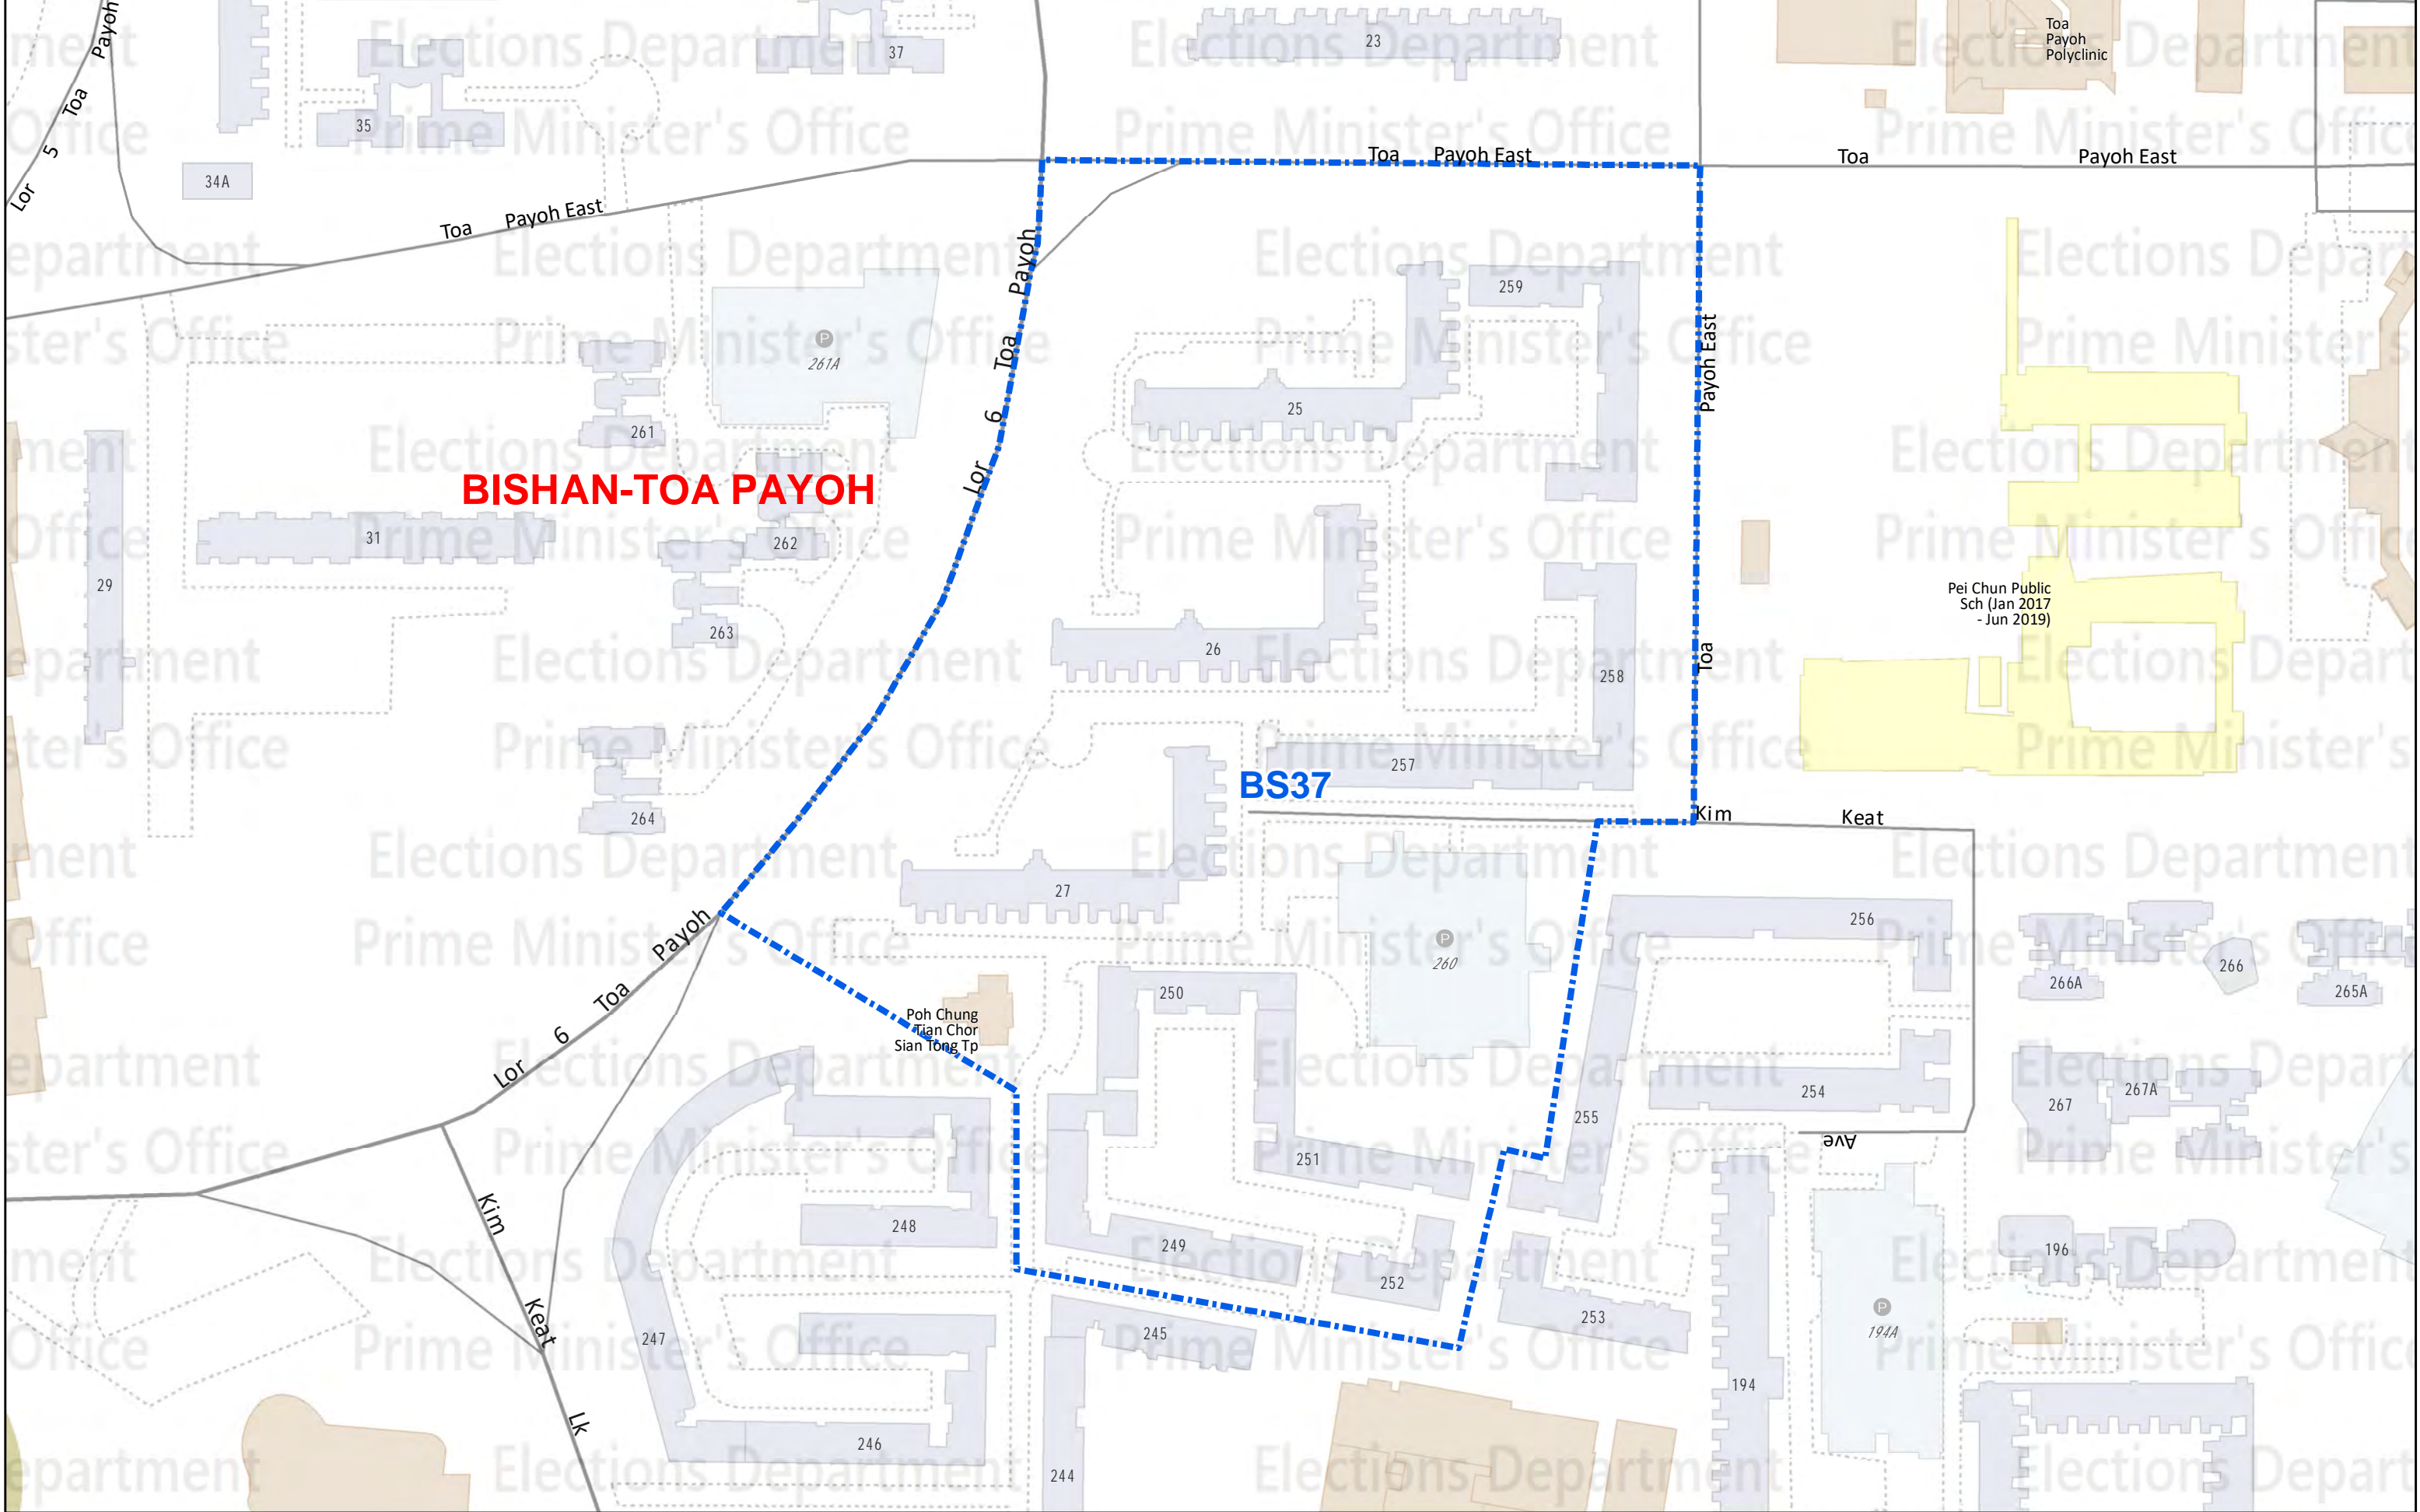 Toa
Payoh
Polyclinic
23
37
35
34A
Lor 5 Toa Payoh
Toa Payoh East
Toa Payoh East
Toa Payoh East
Lor 6 Toa Payoh
Toa Payoh East
259
261A
P
25
261
BISHAN-TOA PAYOH
31
262
29
263
26
258
Pei Chun Public
Sch (Jan 2017
- Jun 2019)
257
BS37
264
Kim Keat
27
256
P
260
266
266A
265A
250
Lor 6 Toa Payoh
Poh Chung
Tian Chor
Sian Tong Tp
254
267A
267
255
Ave
251
248
249
196
252
Kim Keat Lk
253
P
194A
245
247
194
246
244
Elections Department
Prime Minister's Office